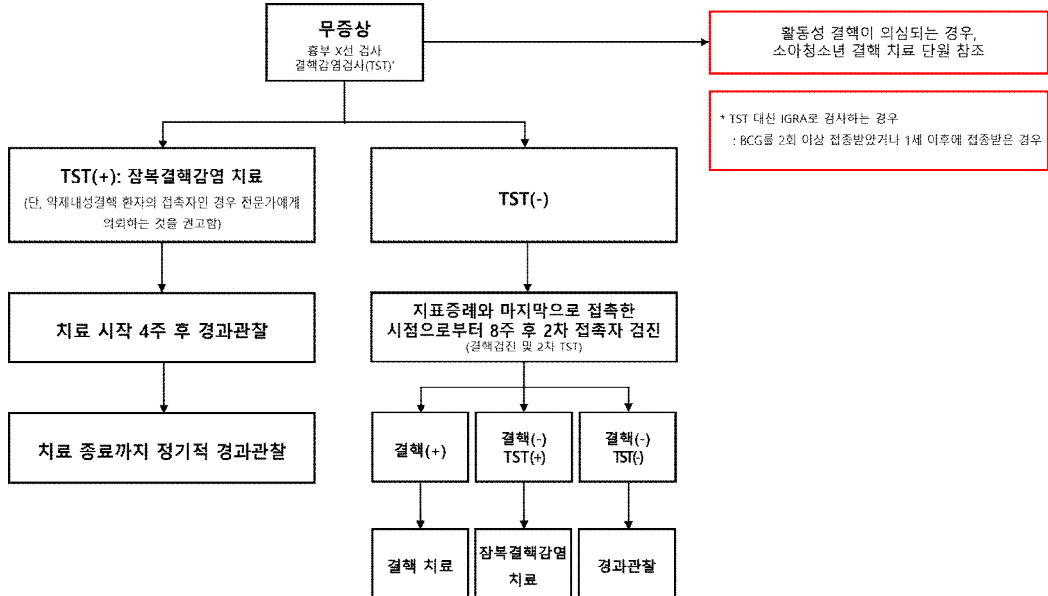 무증상
흉부 X선 검사
결핵감염검사(TST)*
활동성 결핵이 의심되는 경우,
소아청소년 결핵 치료 단원 참조
* TST 대신 IGRA로 검사하는 경우
: BCG를 2회 이상 접종받았거나 1세 이후에 접종받은 경우
TST(+): 잠복결핵감염 치료
(단, 약제내성결핵 환자의 접촉자인 경우 전문가에게
의뢰하는 것을 권고함)
TST(-)
치료 시작 4주 후 경과관찰
지표증례와 마지막으로 접촉한
시점으로부터 8주 후 2차 접촉자 검진
(결핵검진 및 2차 TST)
치료 종료까지 정기적 경과관찰
결핵(+)
결핵(-)
TST(+)
결핵(-)
TST(-)
결핵 치료
잠복결핵감염
치료
경과관찰